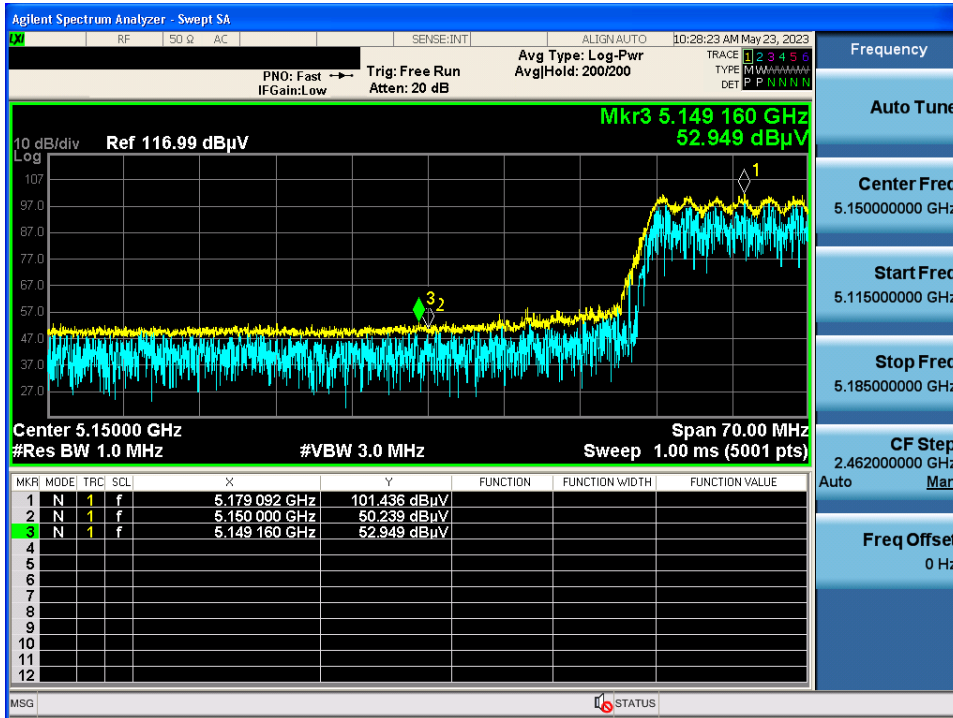 Agilent Spectrum Analyzer - Swept SA
LXI RF 50 Ω AC SENSE:INT ALIGN AUTO 10:28:23 AM May 23, 2023
PNO: Fast Trig: Free Run Avg Type: Log-Pwr TRACE 1 2 3 4 5 6
IFGain:Low Atten: 20 dB Avg|Hold: 200/200 TYPE M W
DET P P N N N N
Mkr3 5.149 160 GHz
52.949 dBµV
10 dB/div Ref 116.99 dBµV
Log
107
97.0
87.0
77.0
67.0
57.0
47.0
37.0
27.0
1
3 2
Center 5.15000 GHz Span 70.00 MHz
#Res BW 1.0 MHz #VBW 3.0 MHz Sweep 1.00 ms (5001 pts)
MKR MODE TRC SCL X Y FUNCTION FUNCTION WIDTH FUNCTION VALUE
1 N 1 f 5.179 092 GHz 101.436 dBµV
2 N 1 f 5.150 000 GHz 50.239 dBµV
3 N 1 f 5.149 160 GHz 52.949 dBµV
4
5
6
7
8
9
10
11
12
MSG STATUS
Frequency
Auto Tune
Center Freq
5.150000000 GHz
Start Freq
5.115000000 GHz
Stop Freq
5.185000000 GHz
CF Step
2.462000000 GHz
Auto Man
Freq Offset
0 Hz